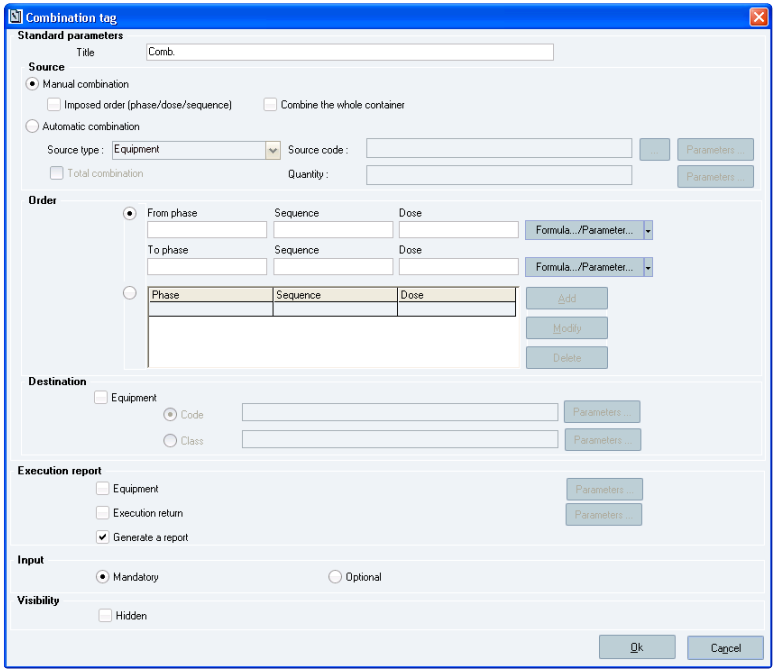 Combination tag
Standard parameters
Title Comb.
Source
Manual combination
Imposed order (phase/dose/sequence) Combine the whole container
Automatic combination
Source type : Equipment Source code : ... Parameters ...
Total combination Quantity : Parameters ...
Order
From phase Sequence Dose
Formula.../Parameter...
To phase Sequence Dose
Formula.../Parameter...
Phase Sequence Dose
Add
Modify
Delete
Destination
Equipment
Code Parameters ...
Class Parameters ...
Execution report
Equipment Parameters ...
Execution return Parameters ...
Generate a report
Input
Mandatory Optional
Visibility
Hidden
Ok Cancel